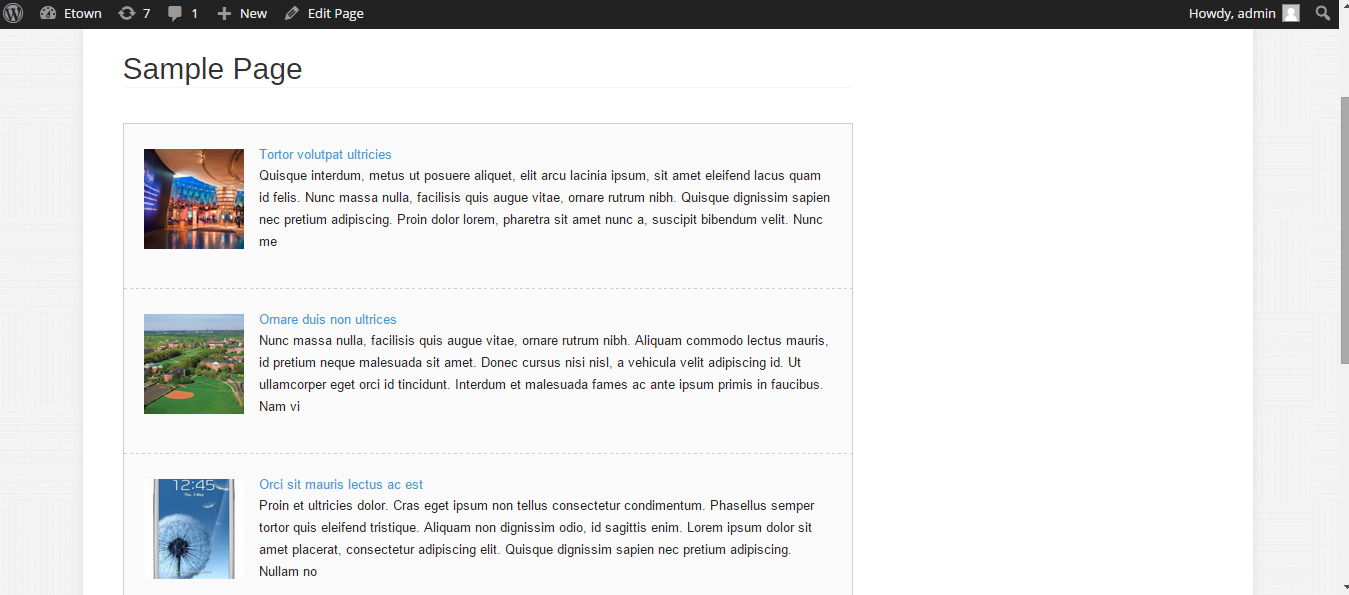 Etown 7 1 New Edit Page Howdy, admin
Sample Page
Tortor volutpat ultricies
Quisque interdum, metus ut posuere aliquet, elit arcu lacinia ipsum, sit amet eleifend lacus quam
id felis. Nunc massa nulla, facilisis quis augue vitae, ornare rutrum nibh. Quisque dignissim sapien
nec pretium adipiscing. Proin dolor lorem, pharetra sit amet nunc a, suscipit bibendum velit. Nunc
me
Ornare duis non ultrices
Nunc massa nulla, facilisis quis augue vitae, ornare rutrum nibh. Aliquam commodo lectus mauris,
id pretium neque malesuada sit amet. Donec cursus nisi nisl, a vehicula velit adipiscing id. Ut
ullamcorper eget orci id tincidunt. Interdum et malesuada fames ac ante ipsum primis in faucibus.
Nam vi
12:45
Thu, 3 May
Orci sit mauris lectus ac est
Proin et ultricies dolor. Cras eget ipsum non tellus consectetur condimentum. Phasellus semper
tortor quis eleifend tristique. Aliquam non dignissim odio, id sagittis enim. Lorem ipsum dolor sit
amet placerat, consectetur adipiscing elit. Quisque dignissim sapien nec pretium adipiscing.
Nullam no